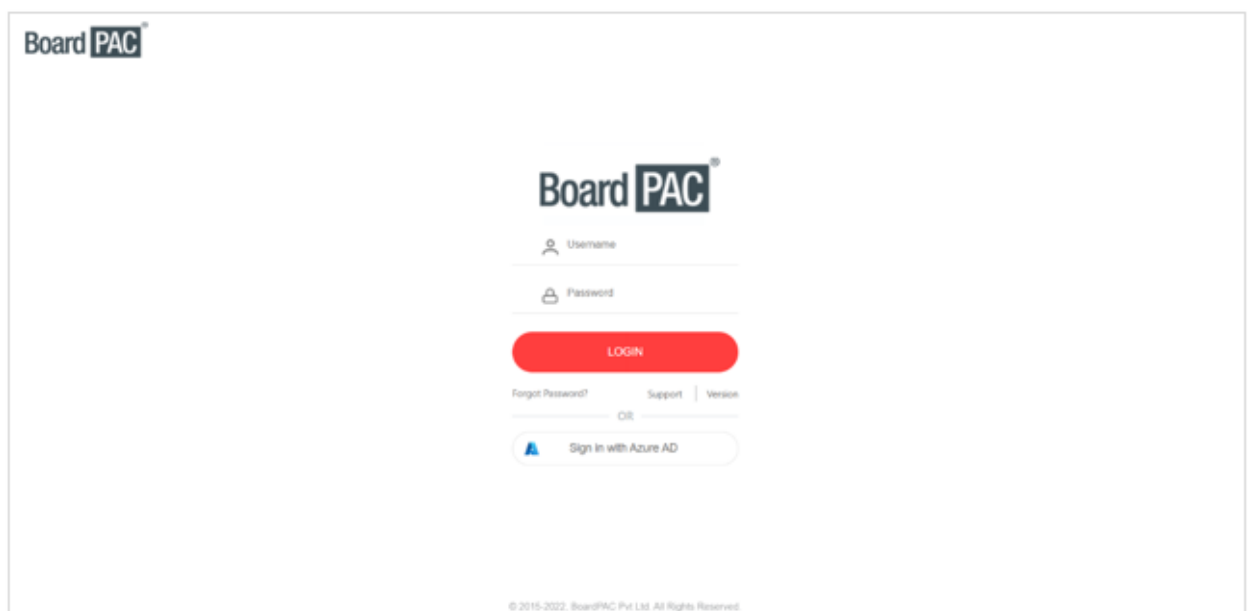 Board PAC®
Board PAC®
Username
Password
LOGIN
Forgot Password? Support Version
OR
Sign in with Azure AD
© 2015-2022. BoardPAC Pvt Ltd. All Rights Reserved.